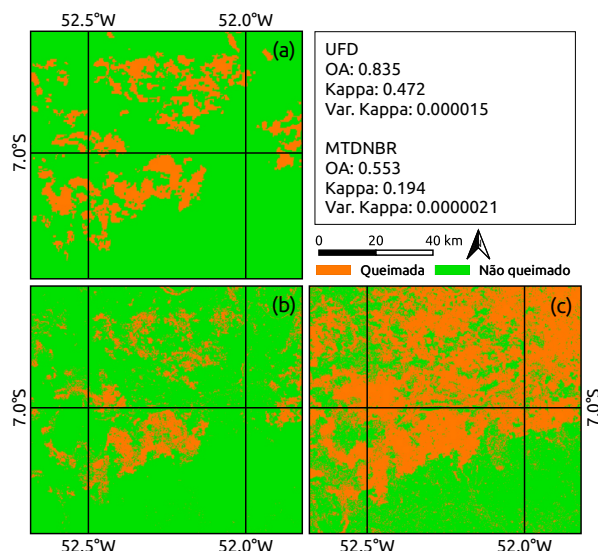 52.5°W 52.0°W
(a)
7.0°S
UFD
OA: 0.835
Kappa: 0.472
Var. Kappa: 0.000015
MTDNBR
OA: 0.553
Kappa: 0.194
Var. Kappa: 0.0000021
0 20 40 km
Queimada Não queimado
(b) (c)
7.0°S 7.0°S
52.5°W 52.0°W 52.5°W 52.0°W